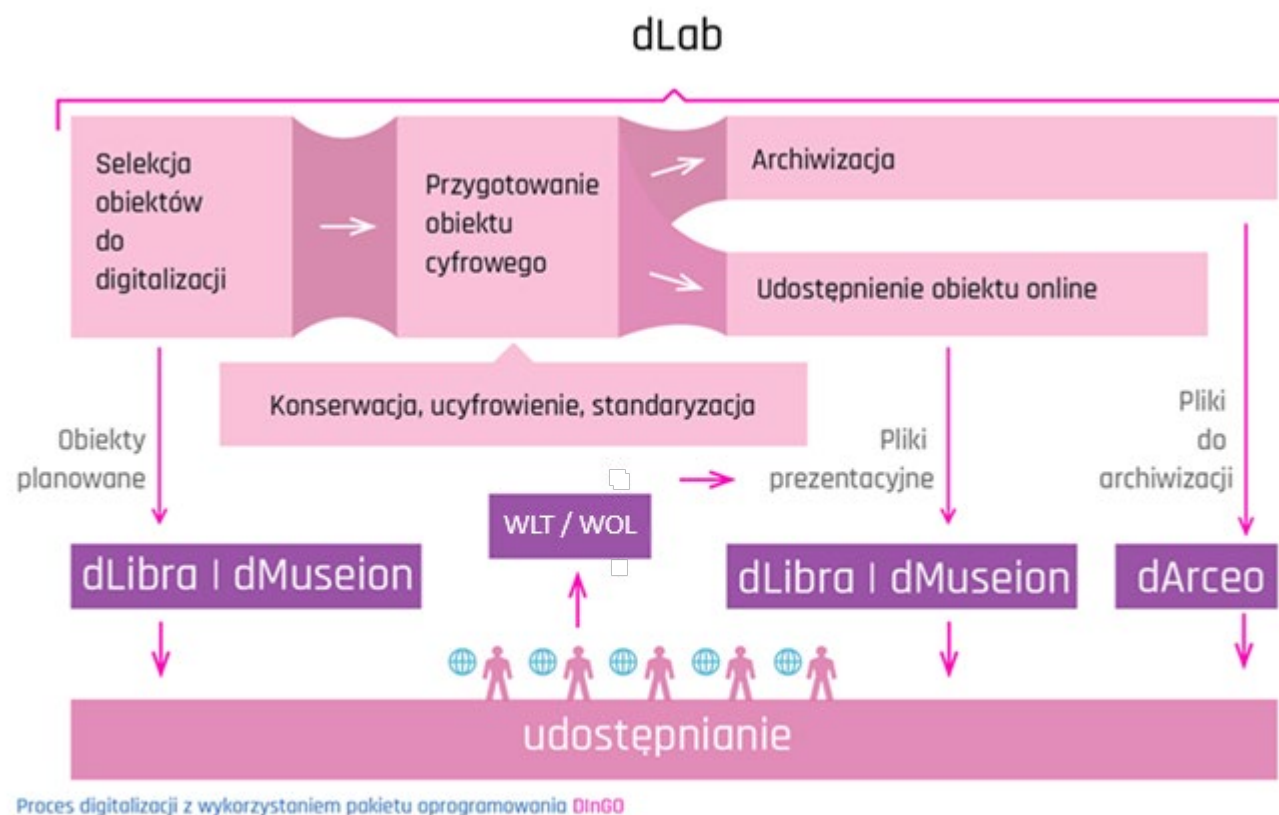 dLab
Selekcja
obiektów
do
digitalizacji
Przygotowanie
obiektu
cyfrowego
Archiwizacja
Udostępnienie obiektu online
Konserwacja, ucyfrowienie, standaryzacja
Obiekty
planowane
Pliki
prezentacyjne
Pliki
do
archiwizacji
WLT / WOL
dLibra | dMuseion
dLibra | dMuseion
dArceo
udostępnianie
Proces digitalizacji z wykorzystaniem pakietu oprogramowania DInGO